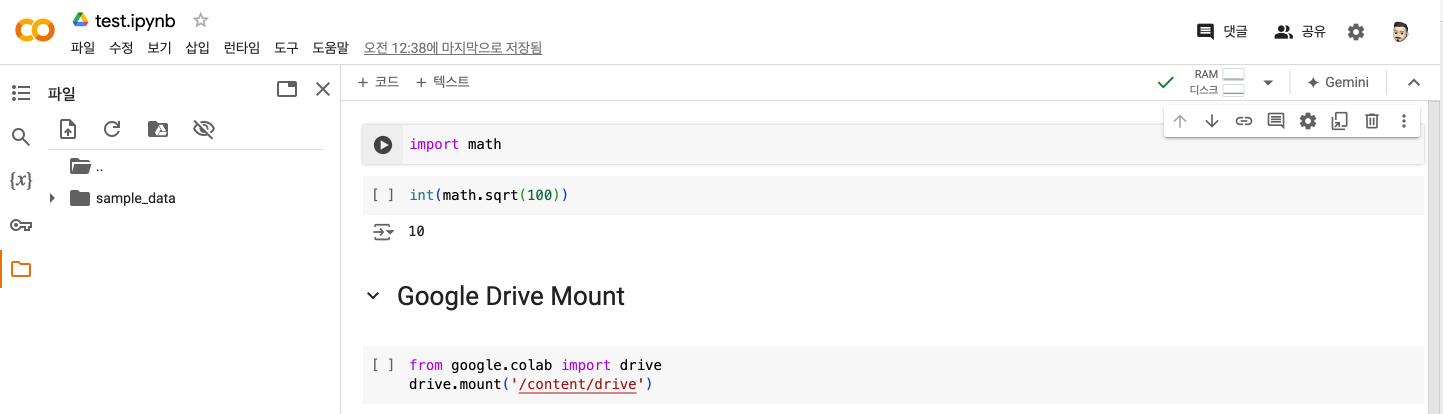 test.ipynb
파일 수정 보기 삽입 런타임 도구 도움말 오전 12:38에 마지막으로 저장됨
댓글 공유
파일
..
sample_data
+ 코드 + 텍스트
RAM
디스크
Gemini
import math
[ ] int(math.sqrt(100))
10
Google Drive Mount
[ ] from google.colab import drive
drive.mount('/content/drive')
{x}